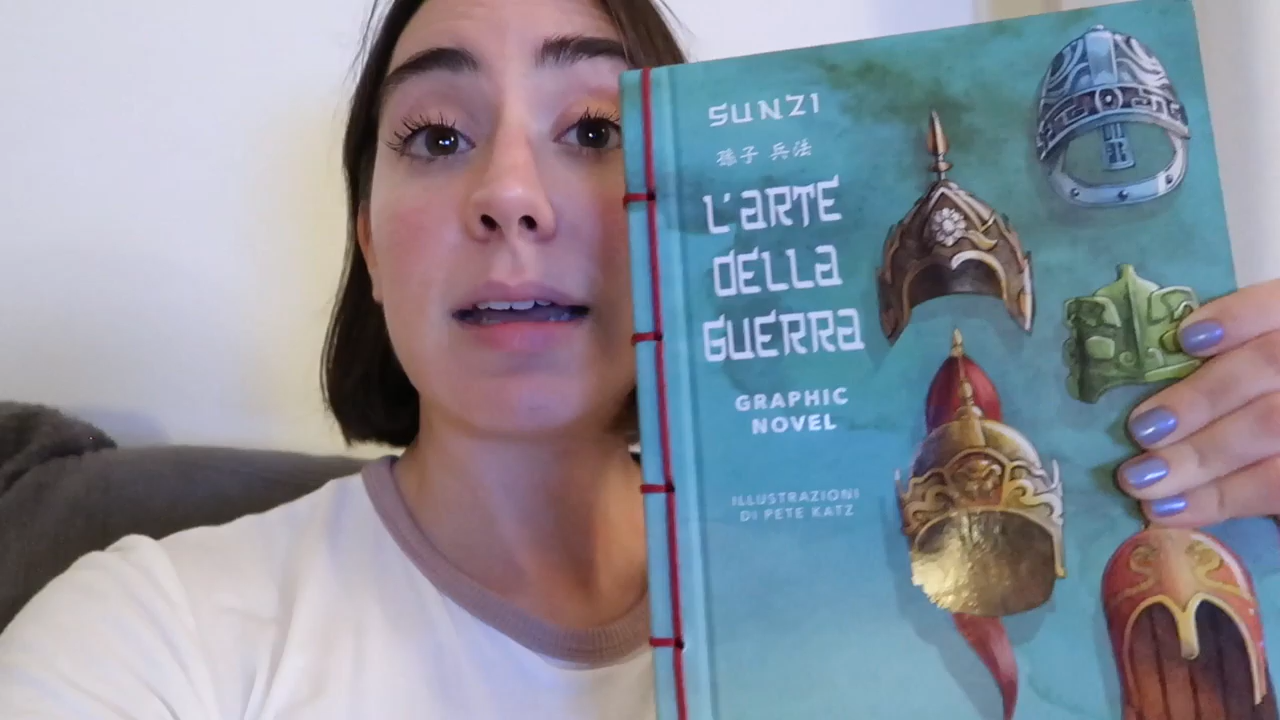 SUNZI
孫子 兵法
L'ARTE
DELLA
GUERRA
GRAPHIC
NOVEL
ILLUSTRAZIONI
DI PETE KATZ